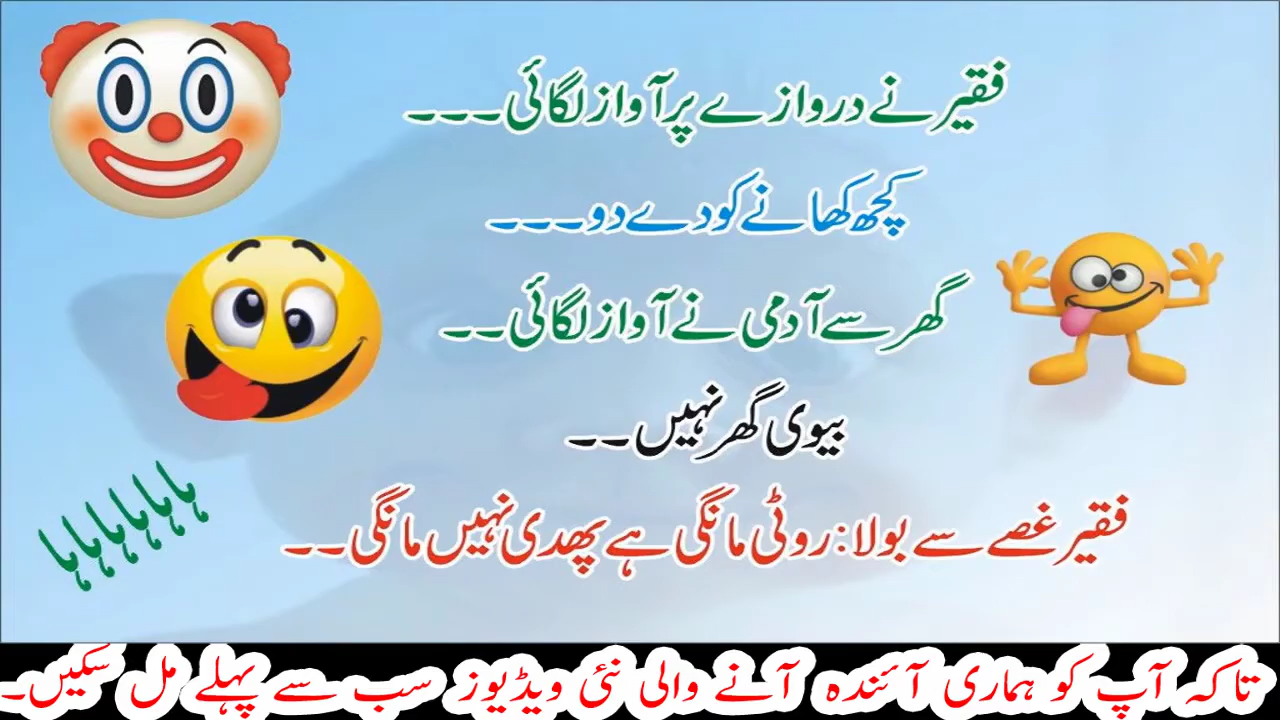 فقیر نے دروازے پر آواز لگائی۔۔۔
کچھ کھانے کو دے دو۔۔۔۔
گھر سے آدمی نے آواز لگائی۔۔
بیوی گھر نہیں۔۔
فقیر غصے سے بولا: روٹی مانگی ہے پھدی نہیں مانگی۔۔
ہاہاہاہاہاہا
تاکہ آپ کو ہماری آئندہ آنے والی نئی ویڈیوز سب سے پہلے مل سکیں۔